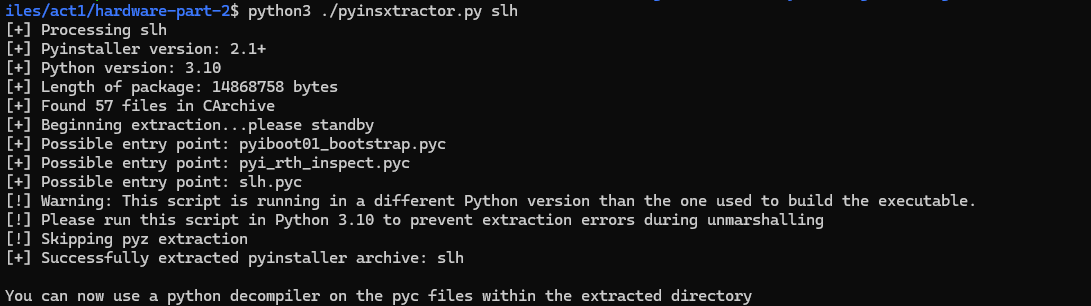 iles/act1/hardware-part-2$ python3 ./pyinsxtractor.py slh
[+] Processing slh
[+] Pyinstaller version: 2.1+
[+] Python version: 3.10
[+] Length of package: 14868758 bytes
[+] Found 57 files in CArchive
[+] Beginning extraction...please standby
[+] Possible entry point: pyiboot01_bootstrap.pyc
[+] Possible entry point: pyi_rth_inspect.pyc
[+] Possible entry point: slh.pyc
[!] Warning: This script is running in a different Python version than the one used to build the executable.
[!] Please run this script in Python 3.10 to prevent extraction errors during unmarshalling
[!] Skipping pyz extraction
[+] Successfully extracted pyinstaller archive: slh
You can now use a python decompiler on the pyc files within the extracted directory